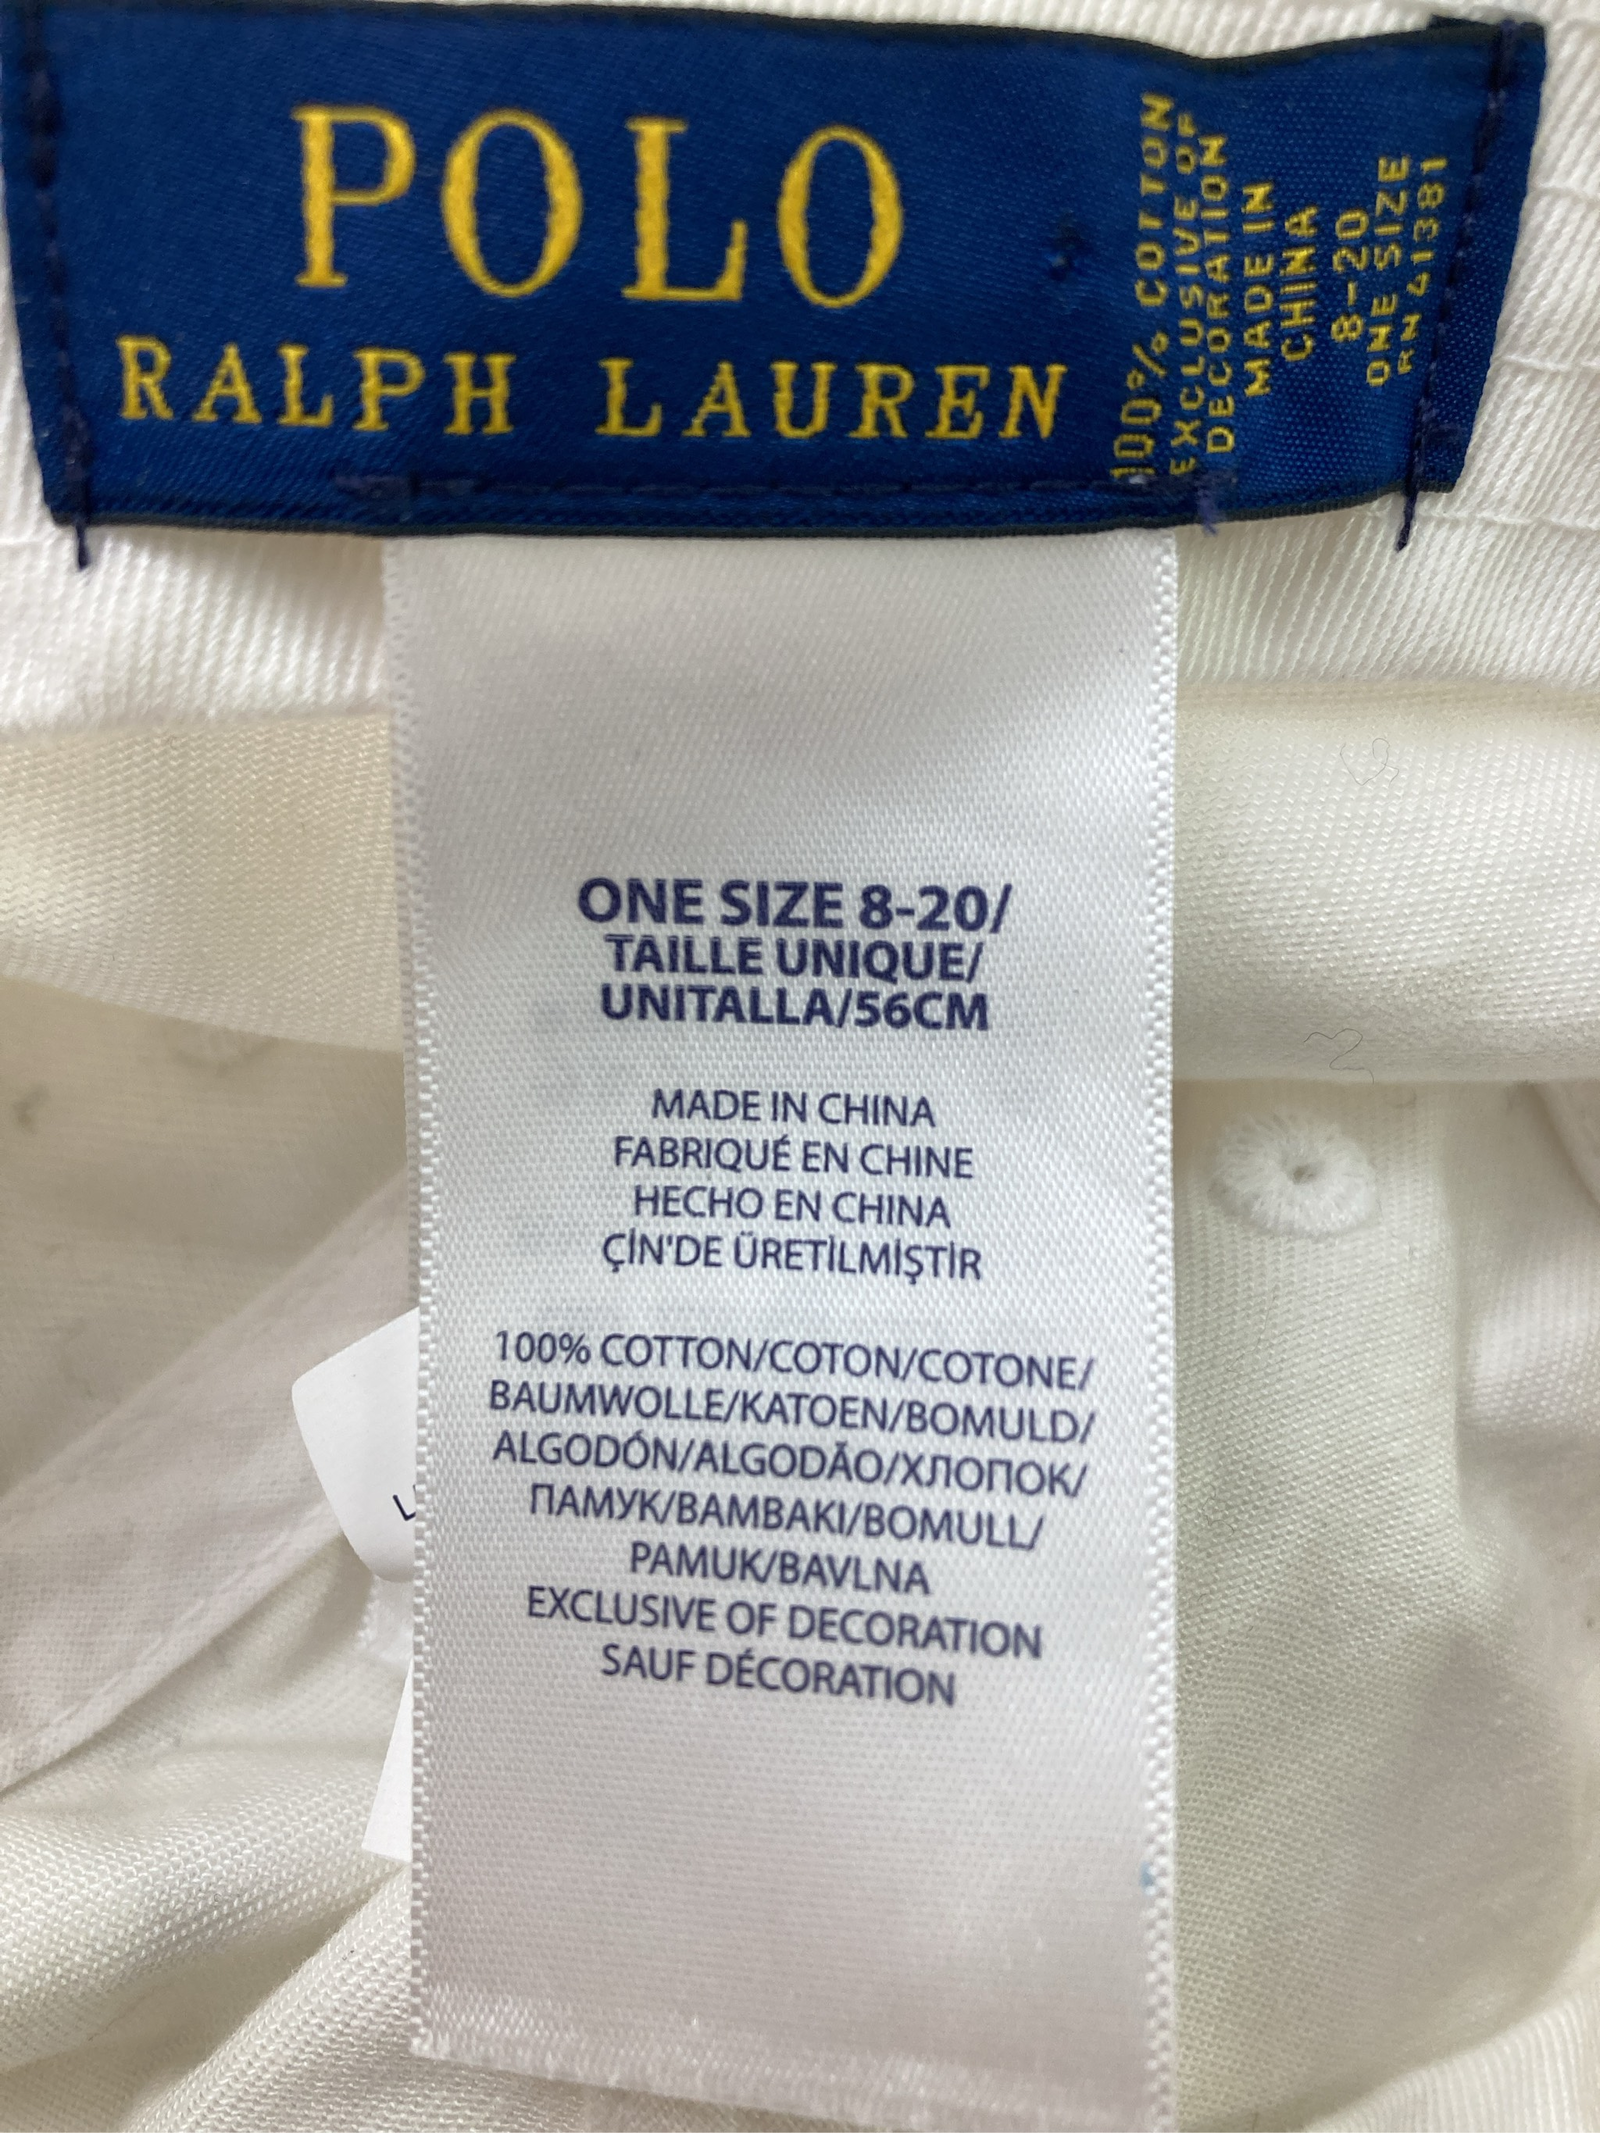 POLO
RALPH LAUREN
100% COTTON
EXCLUSIVE OF
DECORATION
MADE IN
CHINA
8-20
ONE SIZE
RN 41381
ONE SIZE 8-20/
TAILLE UNIQUE/
UNITALLA/56CM
MADE IN CHINA
FABRIQUÉ EN CHINE
HECHO EN CHINA
ÇİN'DE ÜRETİLMİŞTİR
100% COTTON/COTON/COTONE/
BAUMWOLLE/KATOEN/BOMULD/
ALGODÓN/ALGODÃO/ХЛОПОК/
ПАМУК/BAMBAKI/BOMULL/
PAMUK/BAVLNA
EXCLUSIVE OF DECORATION
SAUF DÉCORATION